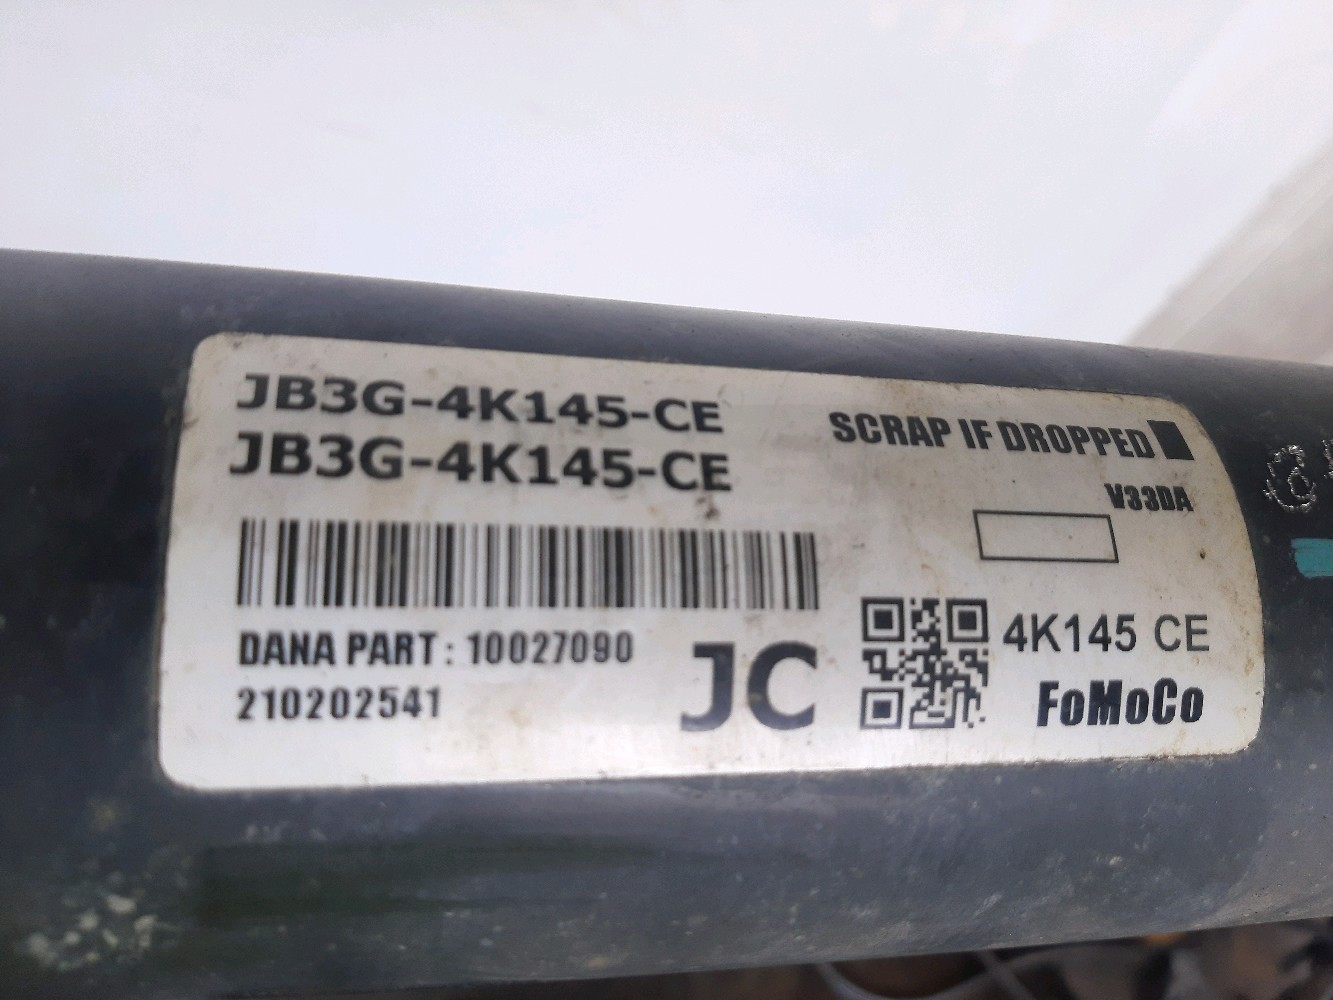 JB3G-4K145-CE
JB3G-4K145-CE
SCRAP IF DROPPED
V33DA
DANA PART : 10027090
210202541
JC
4K145 CE
FoMoCo